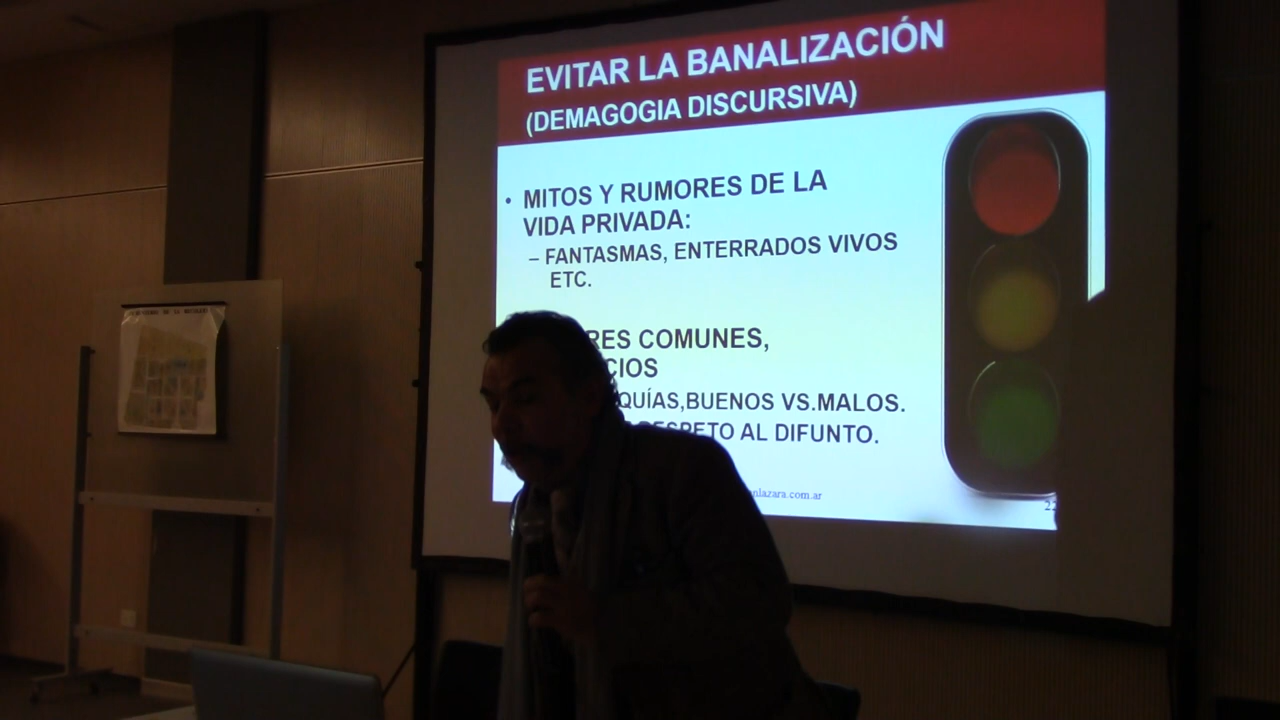 EVITAR LA BANALIZACIÓN
(DEMAGOGIA DISCURSIVA)
• MITOS Y RUMORES DE LA
VIDA PRIVADA:
– FANTASMAS, ENTERRADOS VIVOS
ETC.
RES COMUNES,
CIOS
QUÍAS,BUENOS VS.MALOS.
RESPETO AL DIFUNTO.
nlazara.com.ar